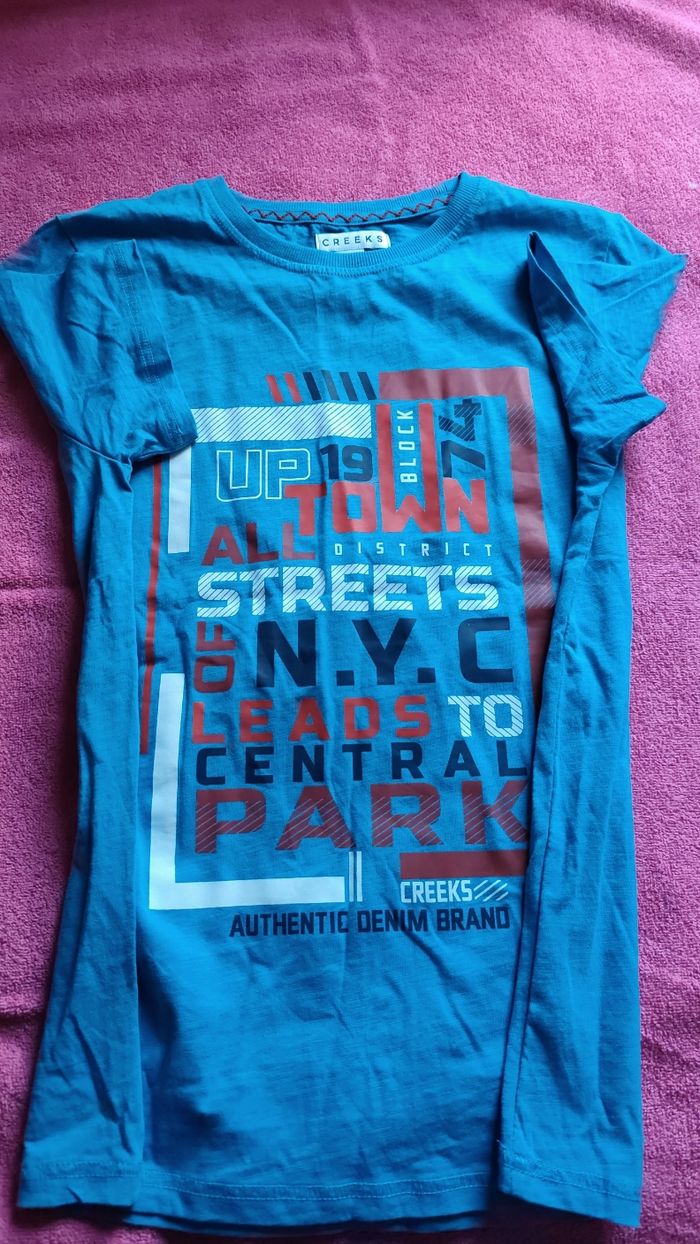 CREEKS
UP 19 BLOCK 74
TOWN
ALL DISTRICT
STREETS
OF N.Y.C
LEADS TO
CENTRAL
PARK
CREEKS
AUTHENTIC DENIM BRAND